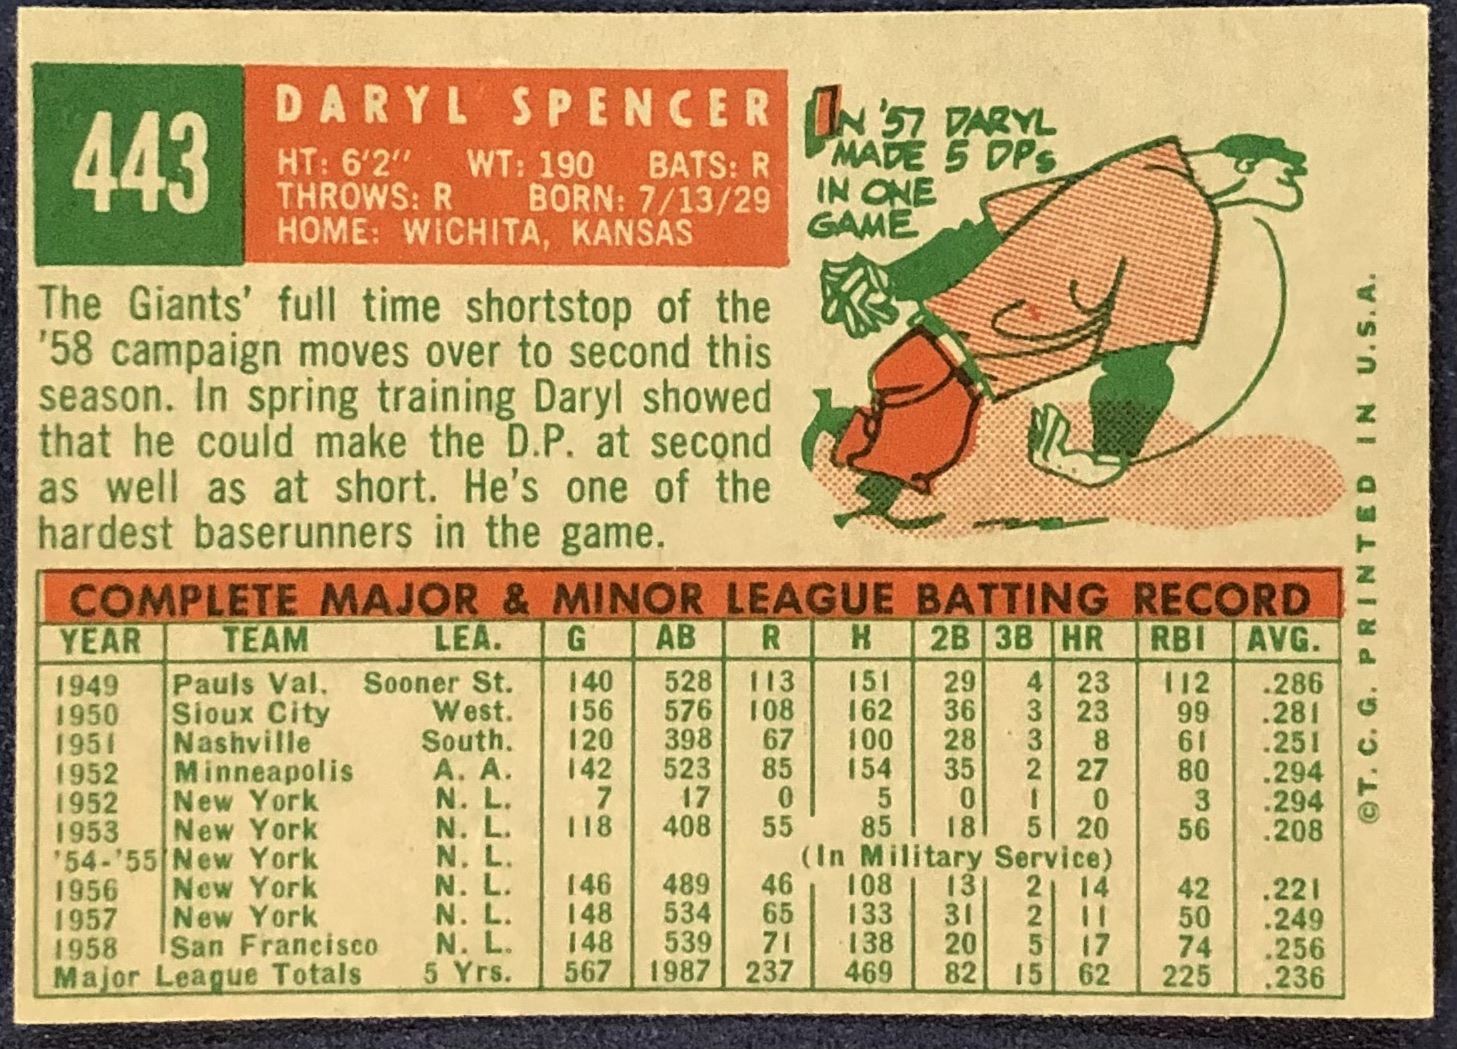 443
DARYL SPENCER
HT: 6'2" WT: 190 BATS: R
THROWS: R BORN: 7/13/29
HOME: WICHITA, KANSAS
IN '57 DARYL
MADE 5 DPs
IN ONE
GAME
The Giants' full time shortstop of the
'58 campaign moves over to second this
season. In spring training Daryl showed
that he could make the D.P. at second
as well as at short. He's one of the
hardest baserunners in the game.
COMPLETE MAJOR & MINOR LEAGUE BATTING RECORD
YEAR TEAM LEA. G AB R H 2B 3B HR RBI AVG.
1949 Pauls Val. Sooner St. 140 528 113 151 29 4 23 112 .286
1950 Sioux City West. 156 576 108 162 36 3 23 99 .281
1951 Nashville South. 120 398 67 100 28 3 8 61 .251
1952 Minneapolis A. A. 142 523 85 154 35 2 27 80 .294
1952 New York N. L. 7 17 0 5 0 1 0 3 .294
1953 New York N. L. 118 408 55 85 18 5 20 56 .208
'54-'55 New York N. L. (In Military Service)
1956 New York N. L. 146 489 46 108 13 2 14 42 .221
1957 New York N. L. 148 534 65 133 31 2 11 50 .249
1958 San Francisco N. L. 148 539 71 138 20 5 17 74 .256
Major League Totals 5 Yrs. 567 1987 237 469 82 15 62 225 .236
©T. C. G. PRINTED IN U.S.A.